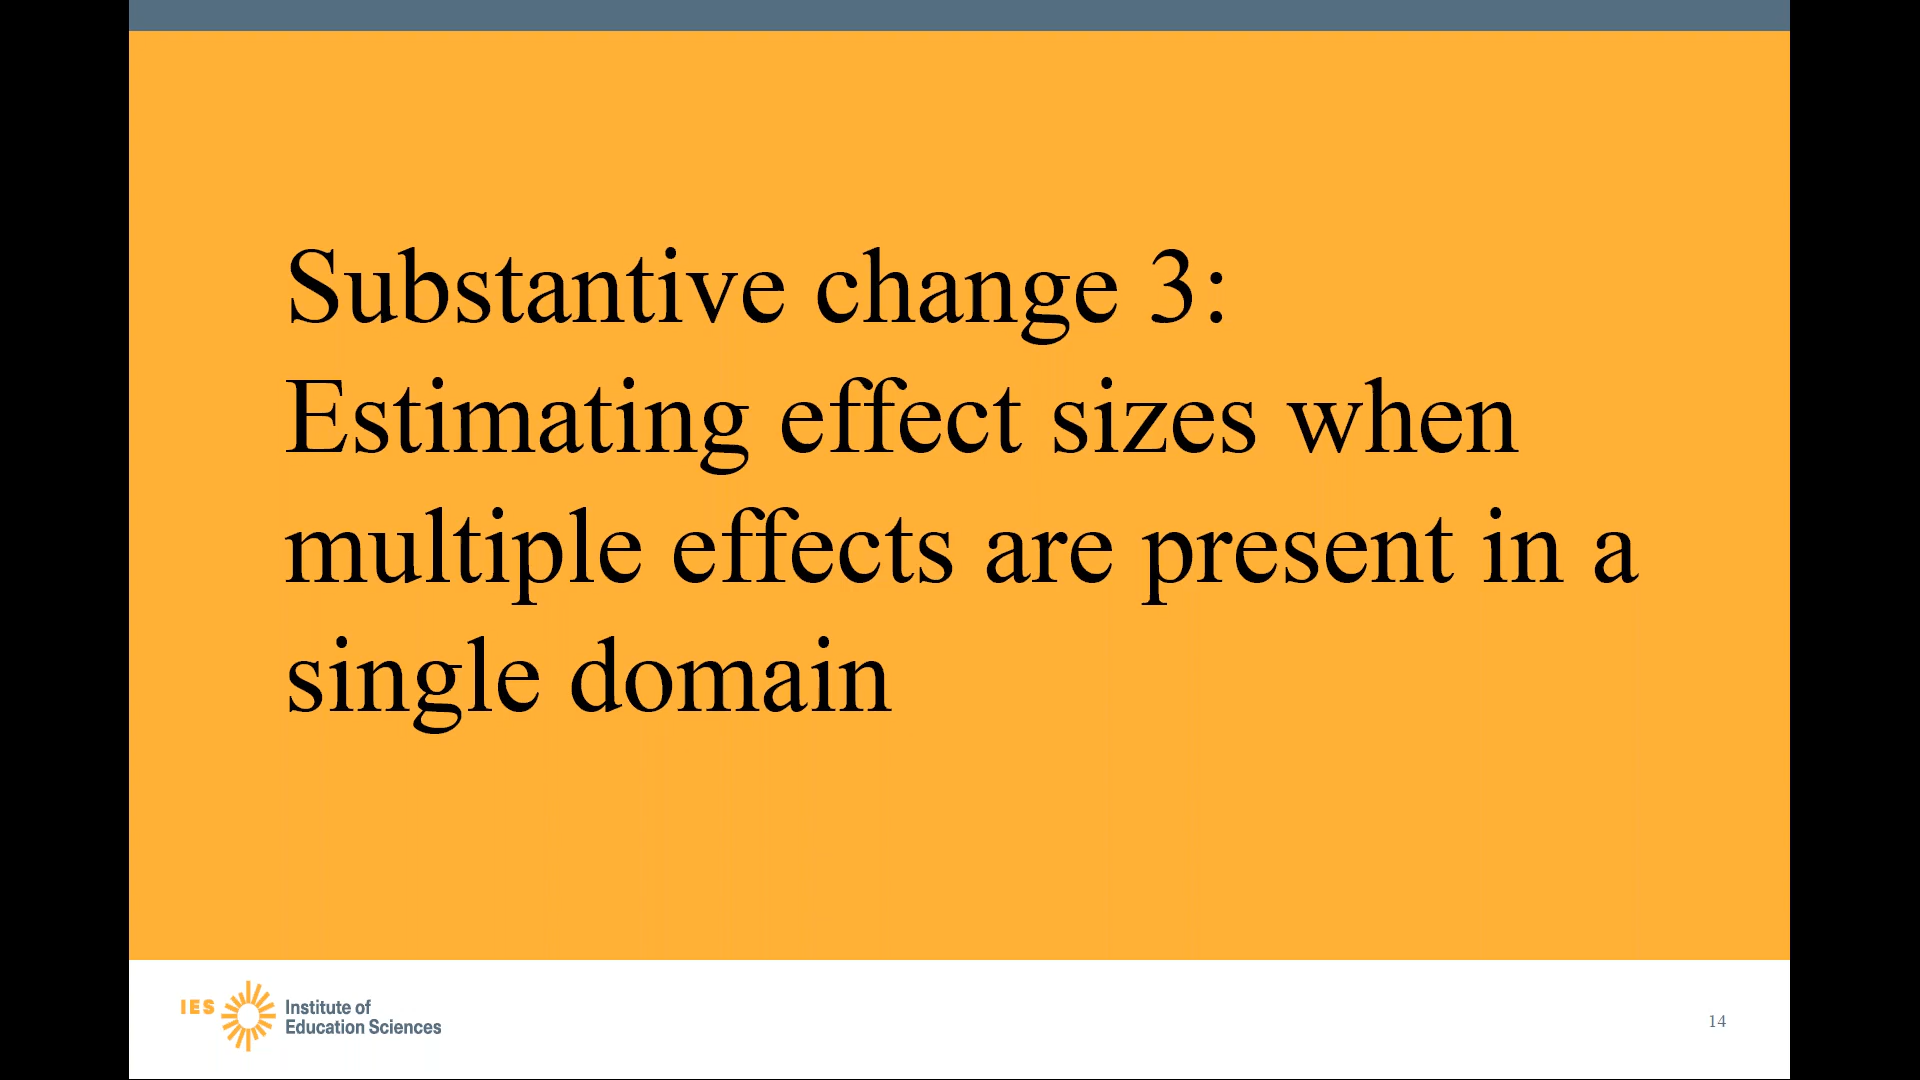 Substantive change 3:
Estimating effect sizes when
multiple effects are present in a
single domain
IES
Institute of
Education Sciences
14